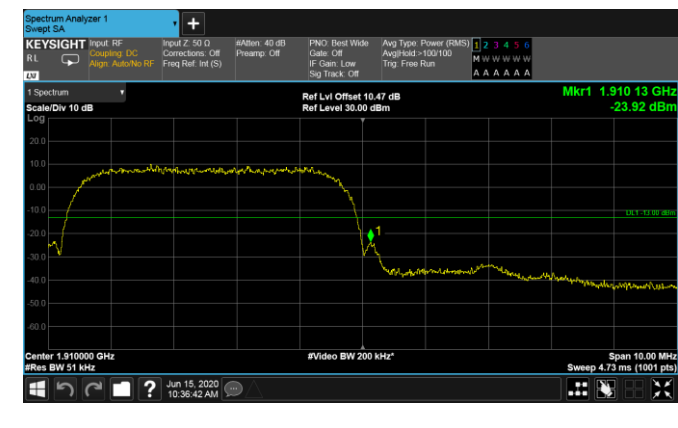 Spectrum Analyzer 1
Swept SA
+
KEYSIGHT
RL
LXI
Input: RF
Coupling: DC
Align: Auto/No RF
Input Z: 50 Ω
Corrections: Off
Freq Ref: Int (S)
#Atten: 40 dB
Preamp: Off
PNO: Best Wide
Gate: Off
IF Gain: Low
Sig Track: Off
Avg Type: Power (RMS)
Avg|Hold:>100/100
Trig: Free Run
1 2 3 4 5 6
M W W W W W
A A A A A A
1 Spectrum
Scale/Div 10 dB
Log
Ref Lvl Offset 10.47 dB
Ref Level 30.00 dBm
Mkr1 1.910 13 GHz
-23.92 dBm
20.0
10.0
0.00
-10.0
-20.0
-30.0
-40.0
-50.0
-60.0
DL1 -13.00 dBm
1
Center 1.910000 GHz
#Res BW 51 kHz
#Video BW 200 kHz*
Span 10.00 MHz
Sweep 4.73 ms (1001 pts)
?
Jun 15, 2020
10:36:42 AM